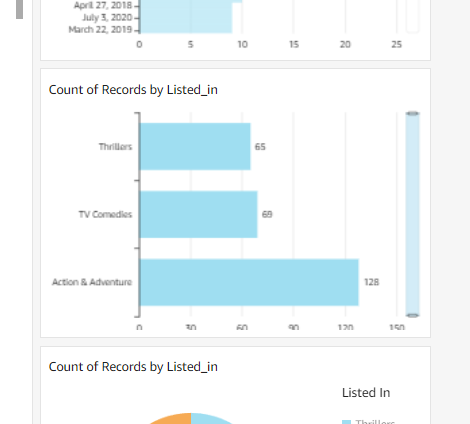 April 27, 2018
July 3, 2020
March 22, 2019
0 5 10 15 20 25
Count of Records by Listed_in
Thrillers 65
TV Comedies 69
Action & Adventure 128
0 30 60 90 120 150
Count of Records by Listed_in
Listed In
Thrillers